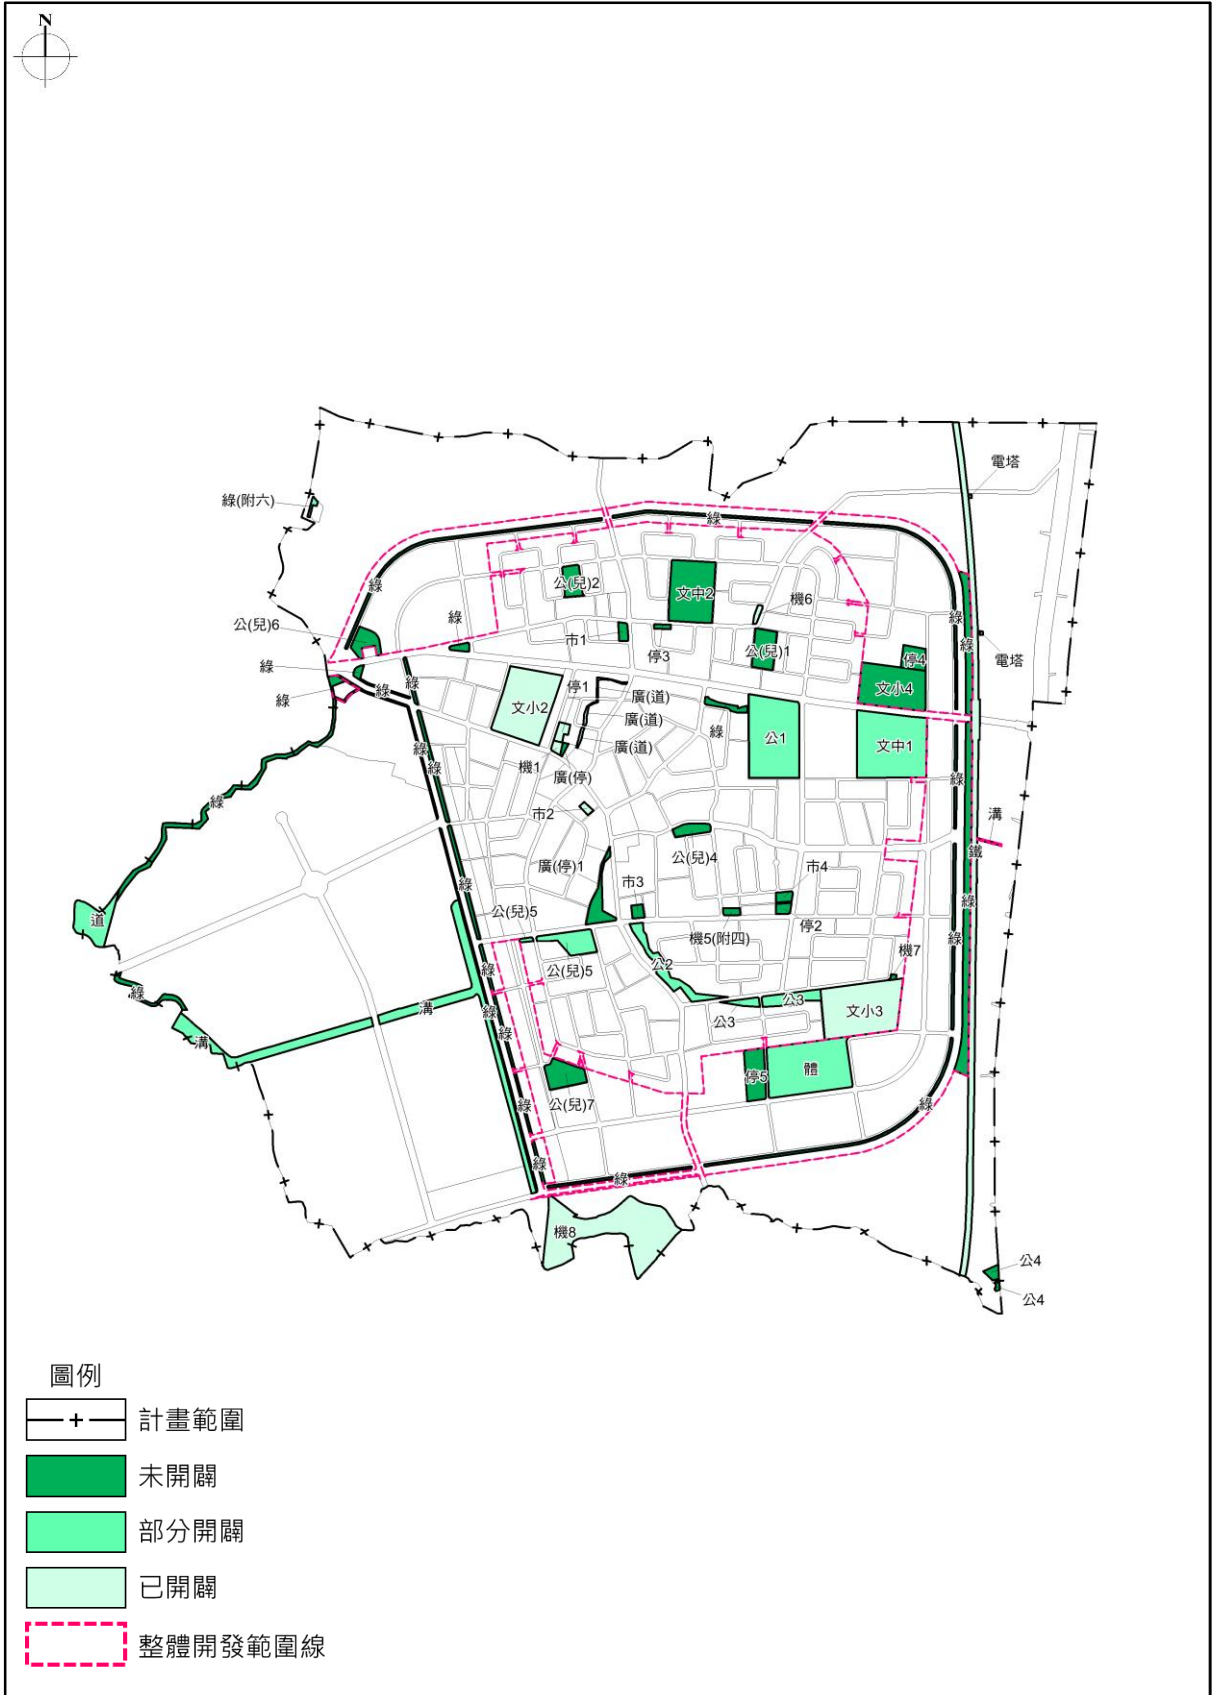 N
電塔
綠(附六)
綠
公(兒)2
綠
文中2
機6
綠
公(兒)6
綠
市1
停3
公(兒)1
綠
電塔
停4
綠
綠
綠
綠
停1
廣(道)
文小4
文小2
廣(道)
綠
公1
文中1
綠
廣(道)
綠
機1
廣(停)
綠
綠
市2
溝
鐵
公(兒)4
廣(停)1
市4
市3
綠
公(兒)5
綠
道
停2
機5(附四)
綠
機7
公2
公(兒)5
綠
綠
公3
溝
綠
文小3
公3
綠
溝
體
停5
綠
公(兒)7
綠
綠
綠
機8
公4
公4
圖例
計畫範圍
未開闢
部分開闢
已開闢
整體開發範圍線